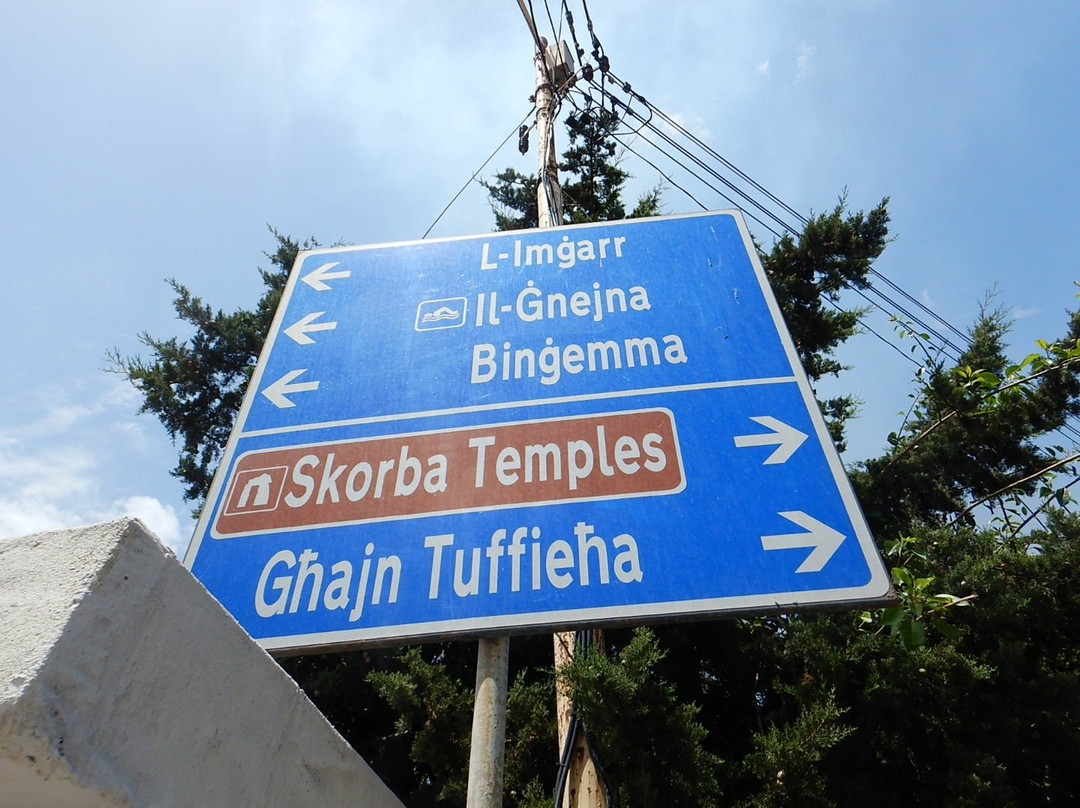 L-Imġarr
Il-Ġnejna
Binġemma
Skorba Temples
Għajn Tuffieħa